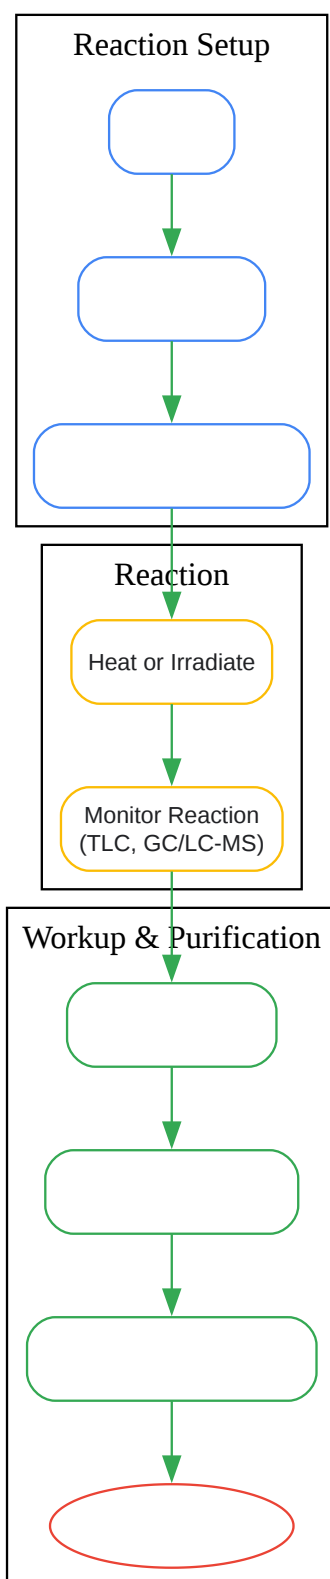 Reaction Setup
Reaction
Heat or Irradiate
Monitor Reaction
(TLC, GC/LC-MS)
Workup & Purification